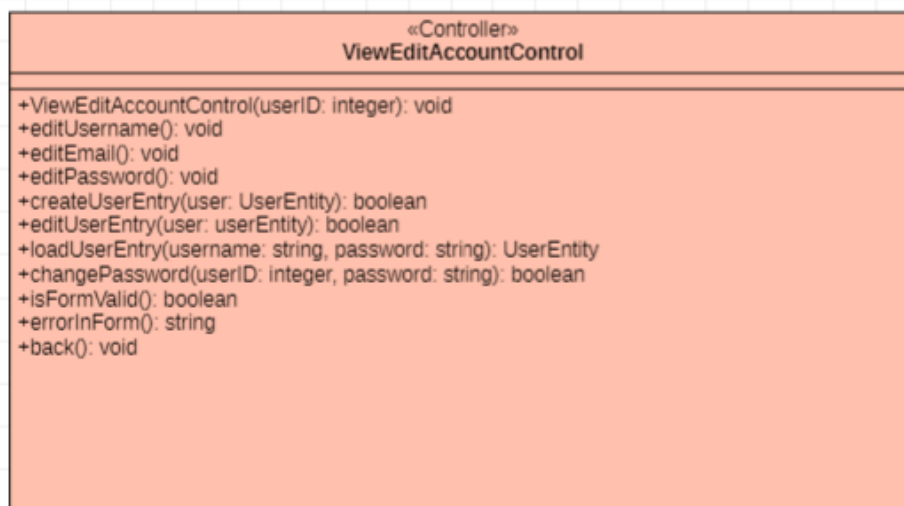 «Controller»
ViewEditAccountControl
+ViewEditAccountControl(userID: integer): void
+editUsername(): void
+editEmail(): void
+editPassword(): void
+createUserEntry(user: UserEntity): boolean
+editUserEntry(user: userEntity): boolean
+loadUserEntry(username: string, password: string): UserEntity
+changePassword(userID: integer, password: string): boolean
+isFormValid(): boolean
+errorInForm(): string
+back(): void